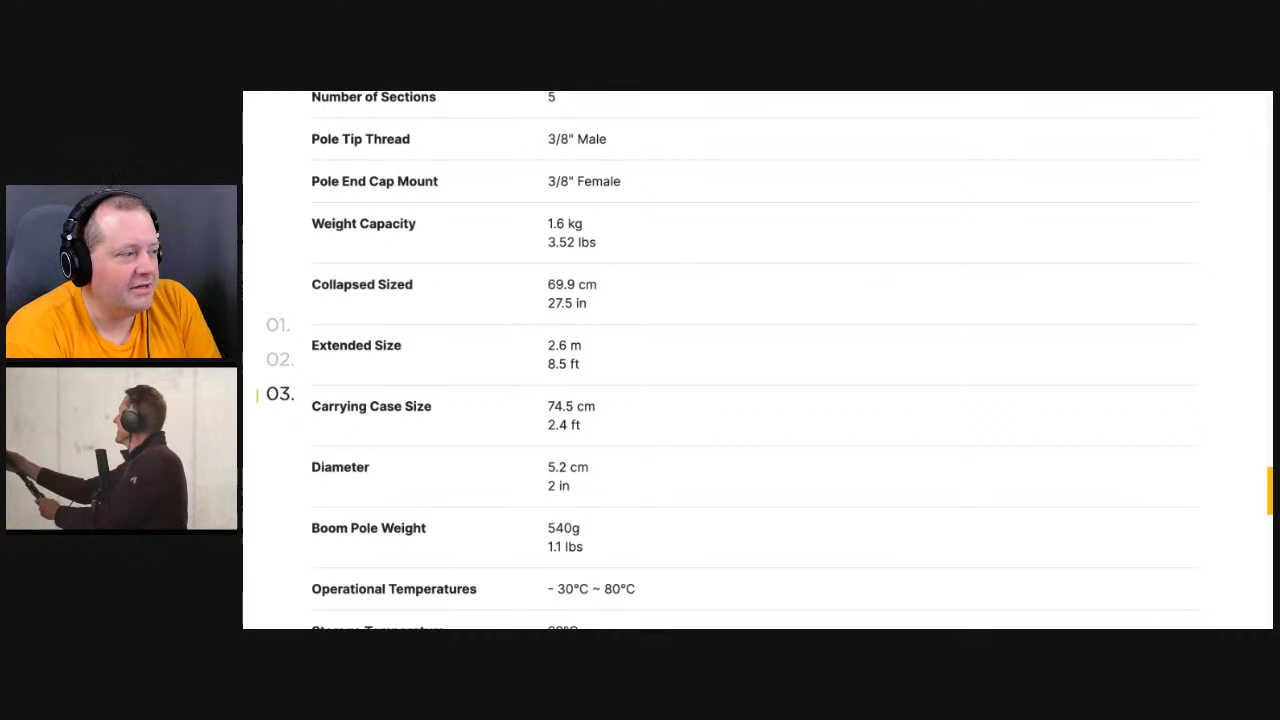 Number of Sections 5
Pole Tip Thread 3/8" Male
Pole End Cap Mount 3/8" Female
Weight Capacity 1.6 kg
3.52 lbs
Collapsed Sized 69.9 cm
27.5 in
01.
Extended Size 2.6 m
02. 8.5 ft
03.
Carrying Case Size 74.5 cm
2.4 ft
Diameter 5.2 cm
2 in
Boom Pole Weight 540g
1.1 lbs
Operational Temperatures - 30°C ~ 80°C